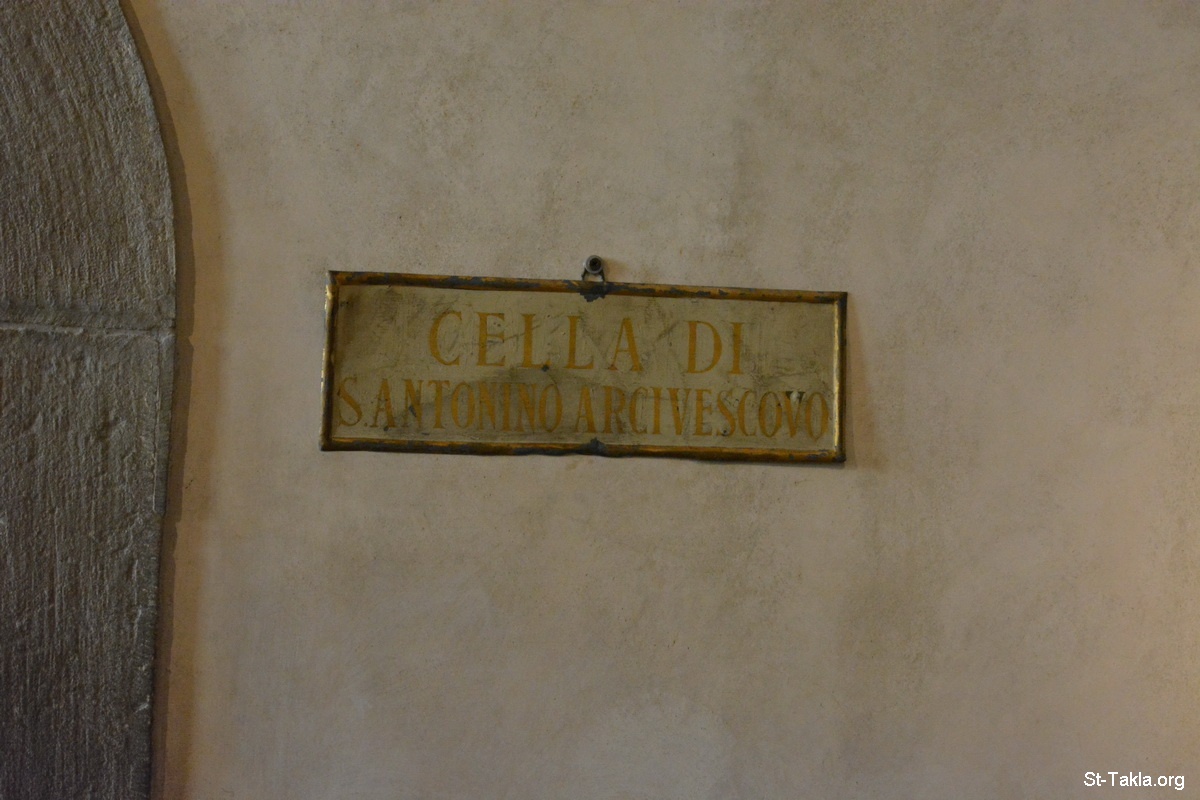 CELLA DI
S. ANTONINO ARCIVESCOVO
St-Takla.org